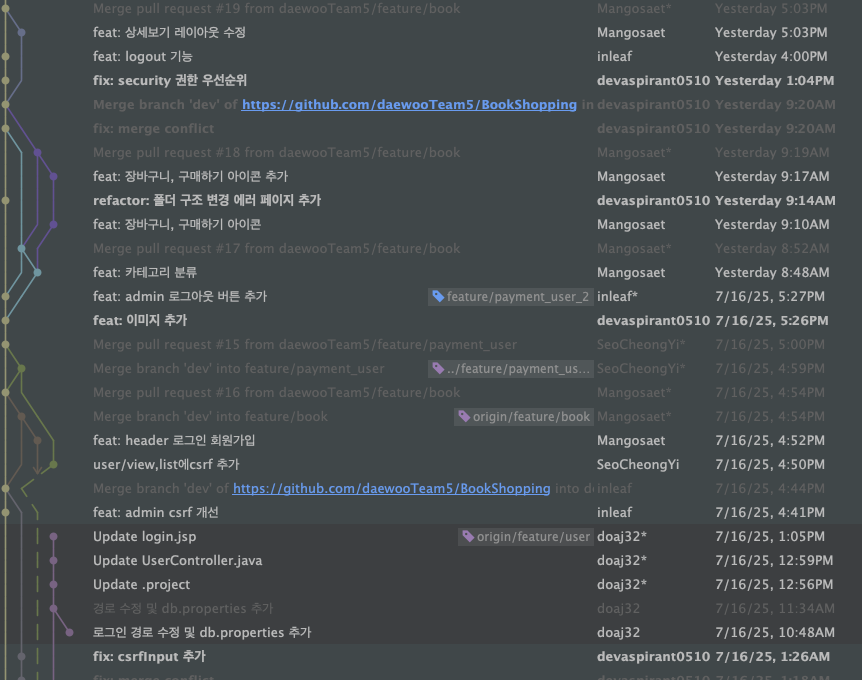 Merge pull request #19 from daewooTeam5/feature/book Mangosaet* Yesterday 5:03PM
feat: 상세보기 레이아웃 수정 Mangosaet Yesterday 5:03PM
feat: logout 기능 inleaf Yesterday 4:00PM
fix: security 권한 우선순위 devaspirant0510 Yesterday 1:04PM
Merge branch 'dev' of https://github.com/daewooTeam5/BookShopping in devaspirant0510 Yesterday 9:20AM
fix: merge conflict devaspirant0510 Yesterday 9:20AM
Merge pull request #18 from daewooTeam5/feature/book Mangosaet* Yesterday 9:19AM
feat: 장바구니, 구매하기 아이콘 추가 Mangosaet Yesterday 9:17AM
refactor: 폴더 구조 변경 에러 페이지 추가 devaspirant0510 Yesterday 9:14AM
feat: 장바구니, 구매하기 아이콘 Mangosaet Yesterday 9:10AM
Merge pull request #17 from daewooTeam5/feature/book Mangosaet* Yesterday 8:52AM
feat: 카테고리 분류 Mangosaet Yesterday 8:48AM
feat: admin 로그아웃 버튼 추가 feature/payment_user_2 inleaf* 7/16/25, 5:27PM
feat: 이미지 추가 devaspirant0510 7/16/25, 5:26PM
Merge pull request #15 from daewooTeam5/feature/payment_user SeoCheongYi* 7/16/25, 5:00PM
Merge branch 'dev' into feature/payment_user ../feature/payment_us... SeoCheongYi* 7/16/25, 4:59PM
Merge pull request #16 from daewooTeam5/feature/book Mangosaet* 7/16/25, 4:54PM
Merge branch 'dev' into feature/book origin/feature/book Mangosaet* 7/16/25, 4:54PM
feat: header 로그인 회원가입 Mangosaet 7/16/25, 4:52PM
user/view,list에csrf 추가 SeoCheongYi 7/16/25, 4:50PM
Merge branch 'dev' of https://github.com/daewooTeam5/BookShopping into de inleaf 7/16/25, 4:44PM
feat: admin csrf 개선 inleaf 7/16/25, 4:41PM
Update login.jsp origin/feature/user doaj32* 7/16/25, 1:05PM
Update UserController.java doaj32* 7/16/25, 12:59PM
Update .project doaj32* 7/16/25, 12:56PM
경로 수정 및 db.properties 추가 doaj32 7/16/25, 11:34AM
로그인 경로 수정 및 db.properties 추가 doaj32 7/16/25, 10:48AM
fix: csrfInput 추가 devaspirant0510 7/16/25, 1:26AM
fix: merge conflict devaspirant0510 7/16/25, 1:18AM